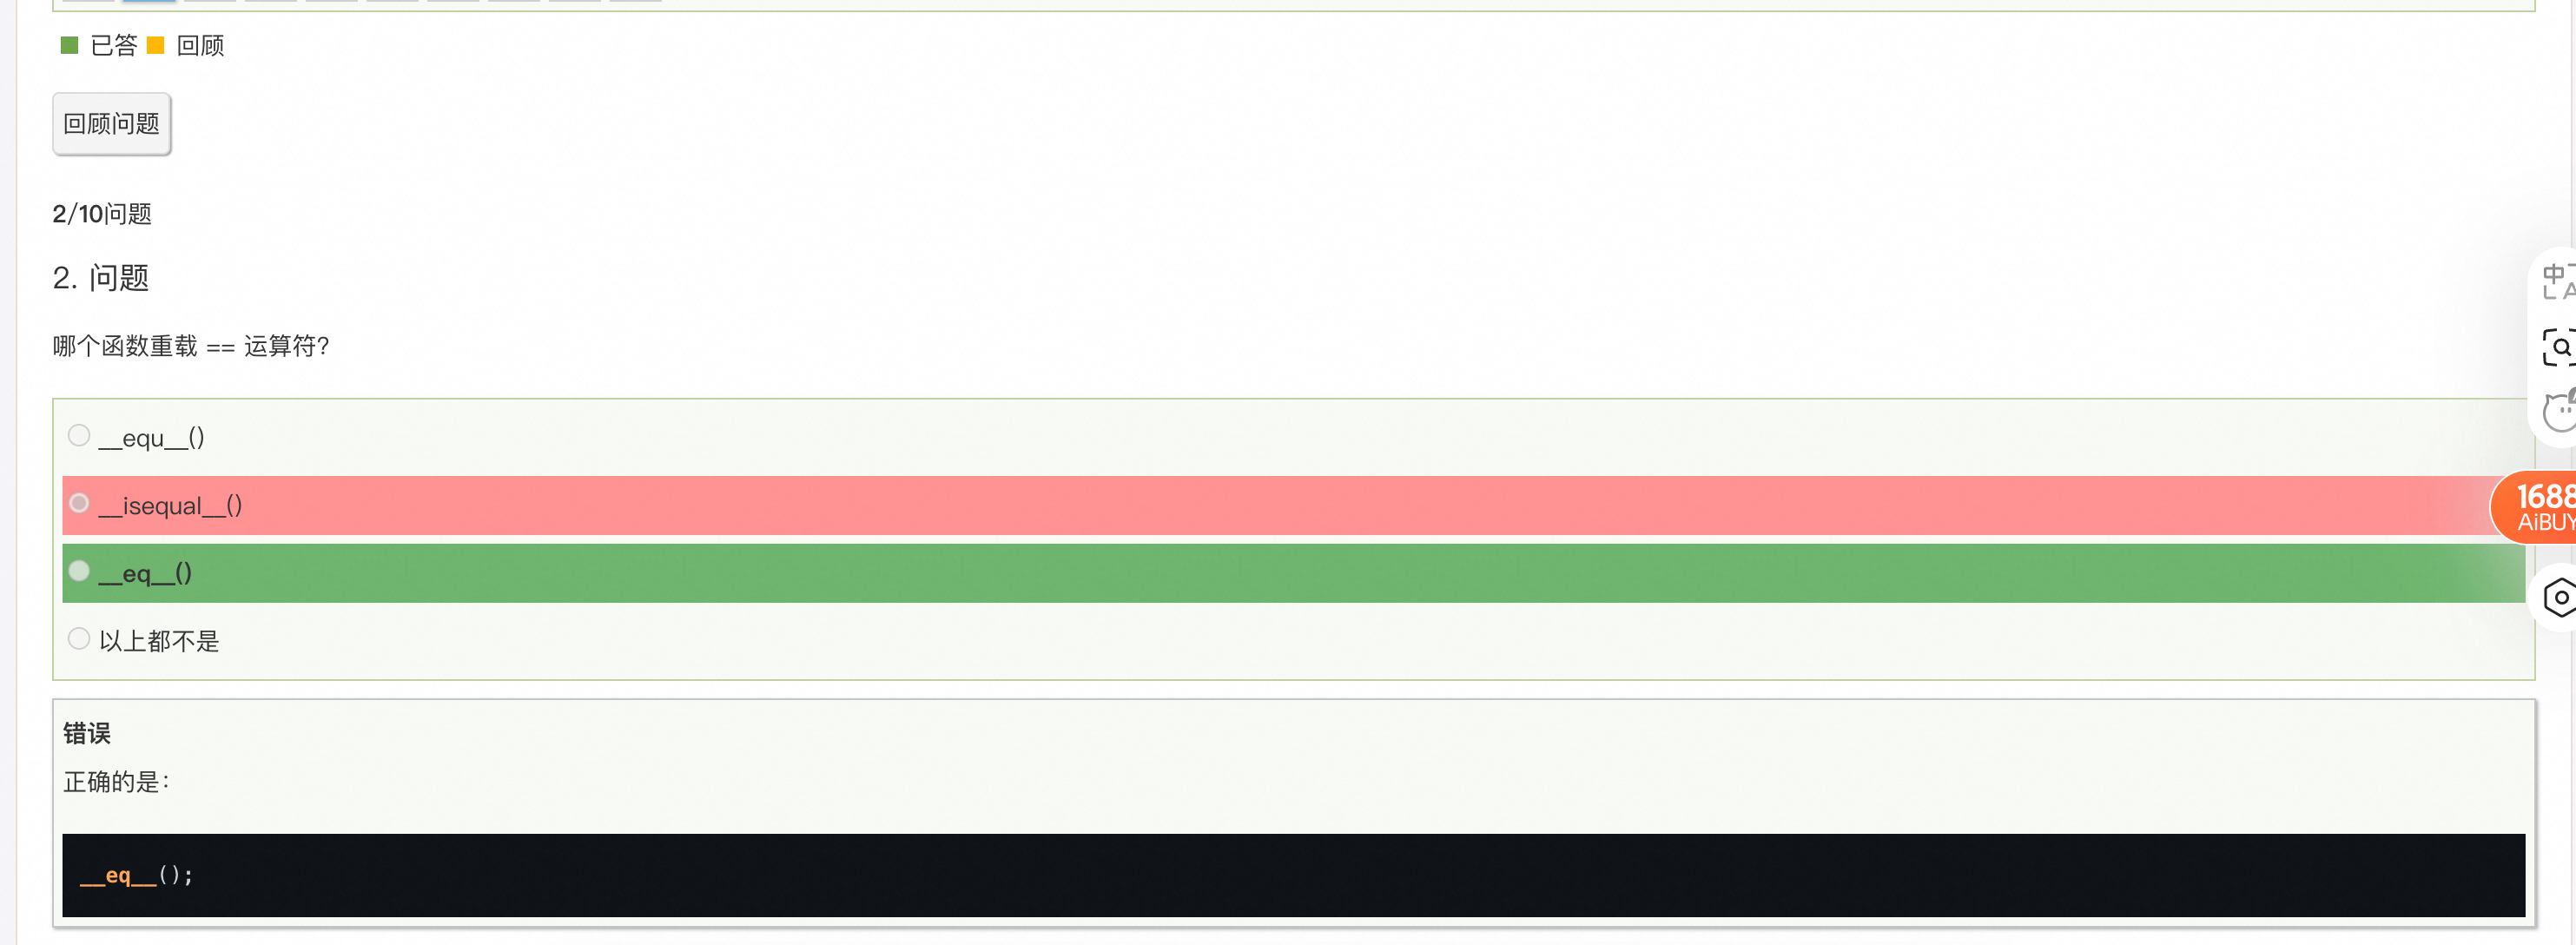 已答 回顾
回顾问题
2/10问题
2. 问题
哪个函数重载 == 运算符?
__equ__()
__isequal__()
__eq__()
以上都不是
错误
正确的是：
__eq__();
中
A
1688
AiBUY